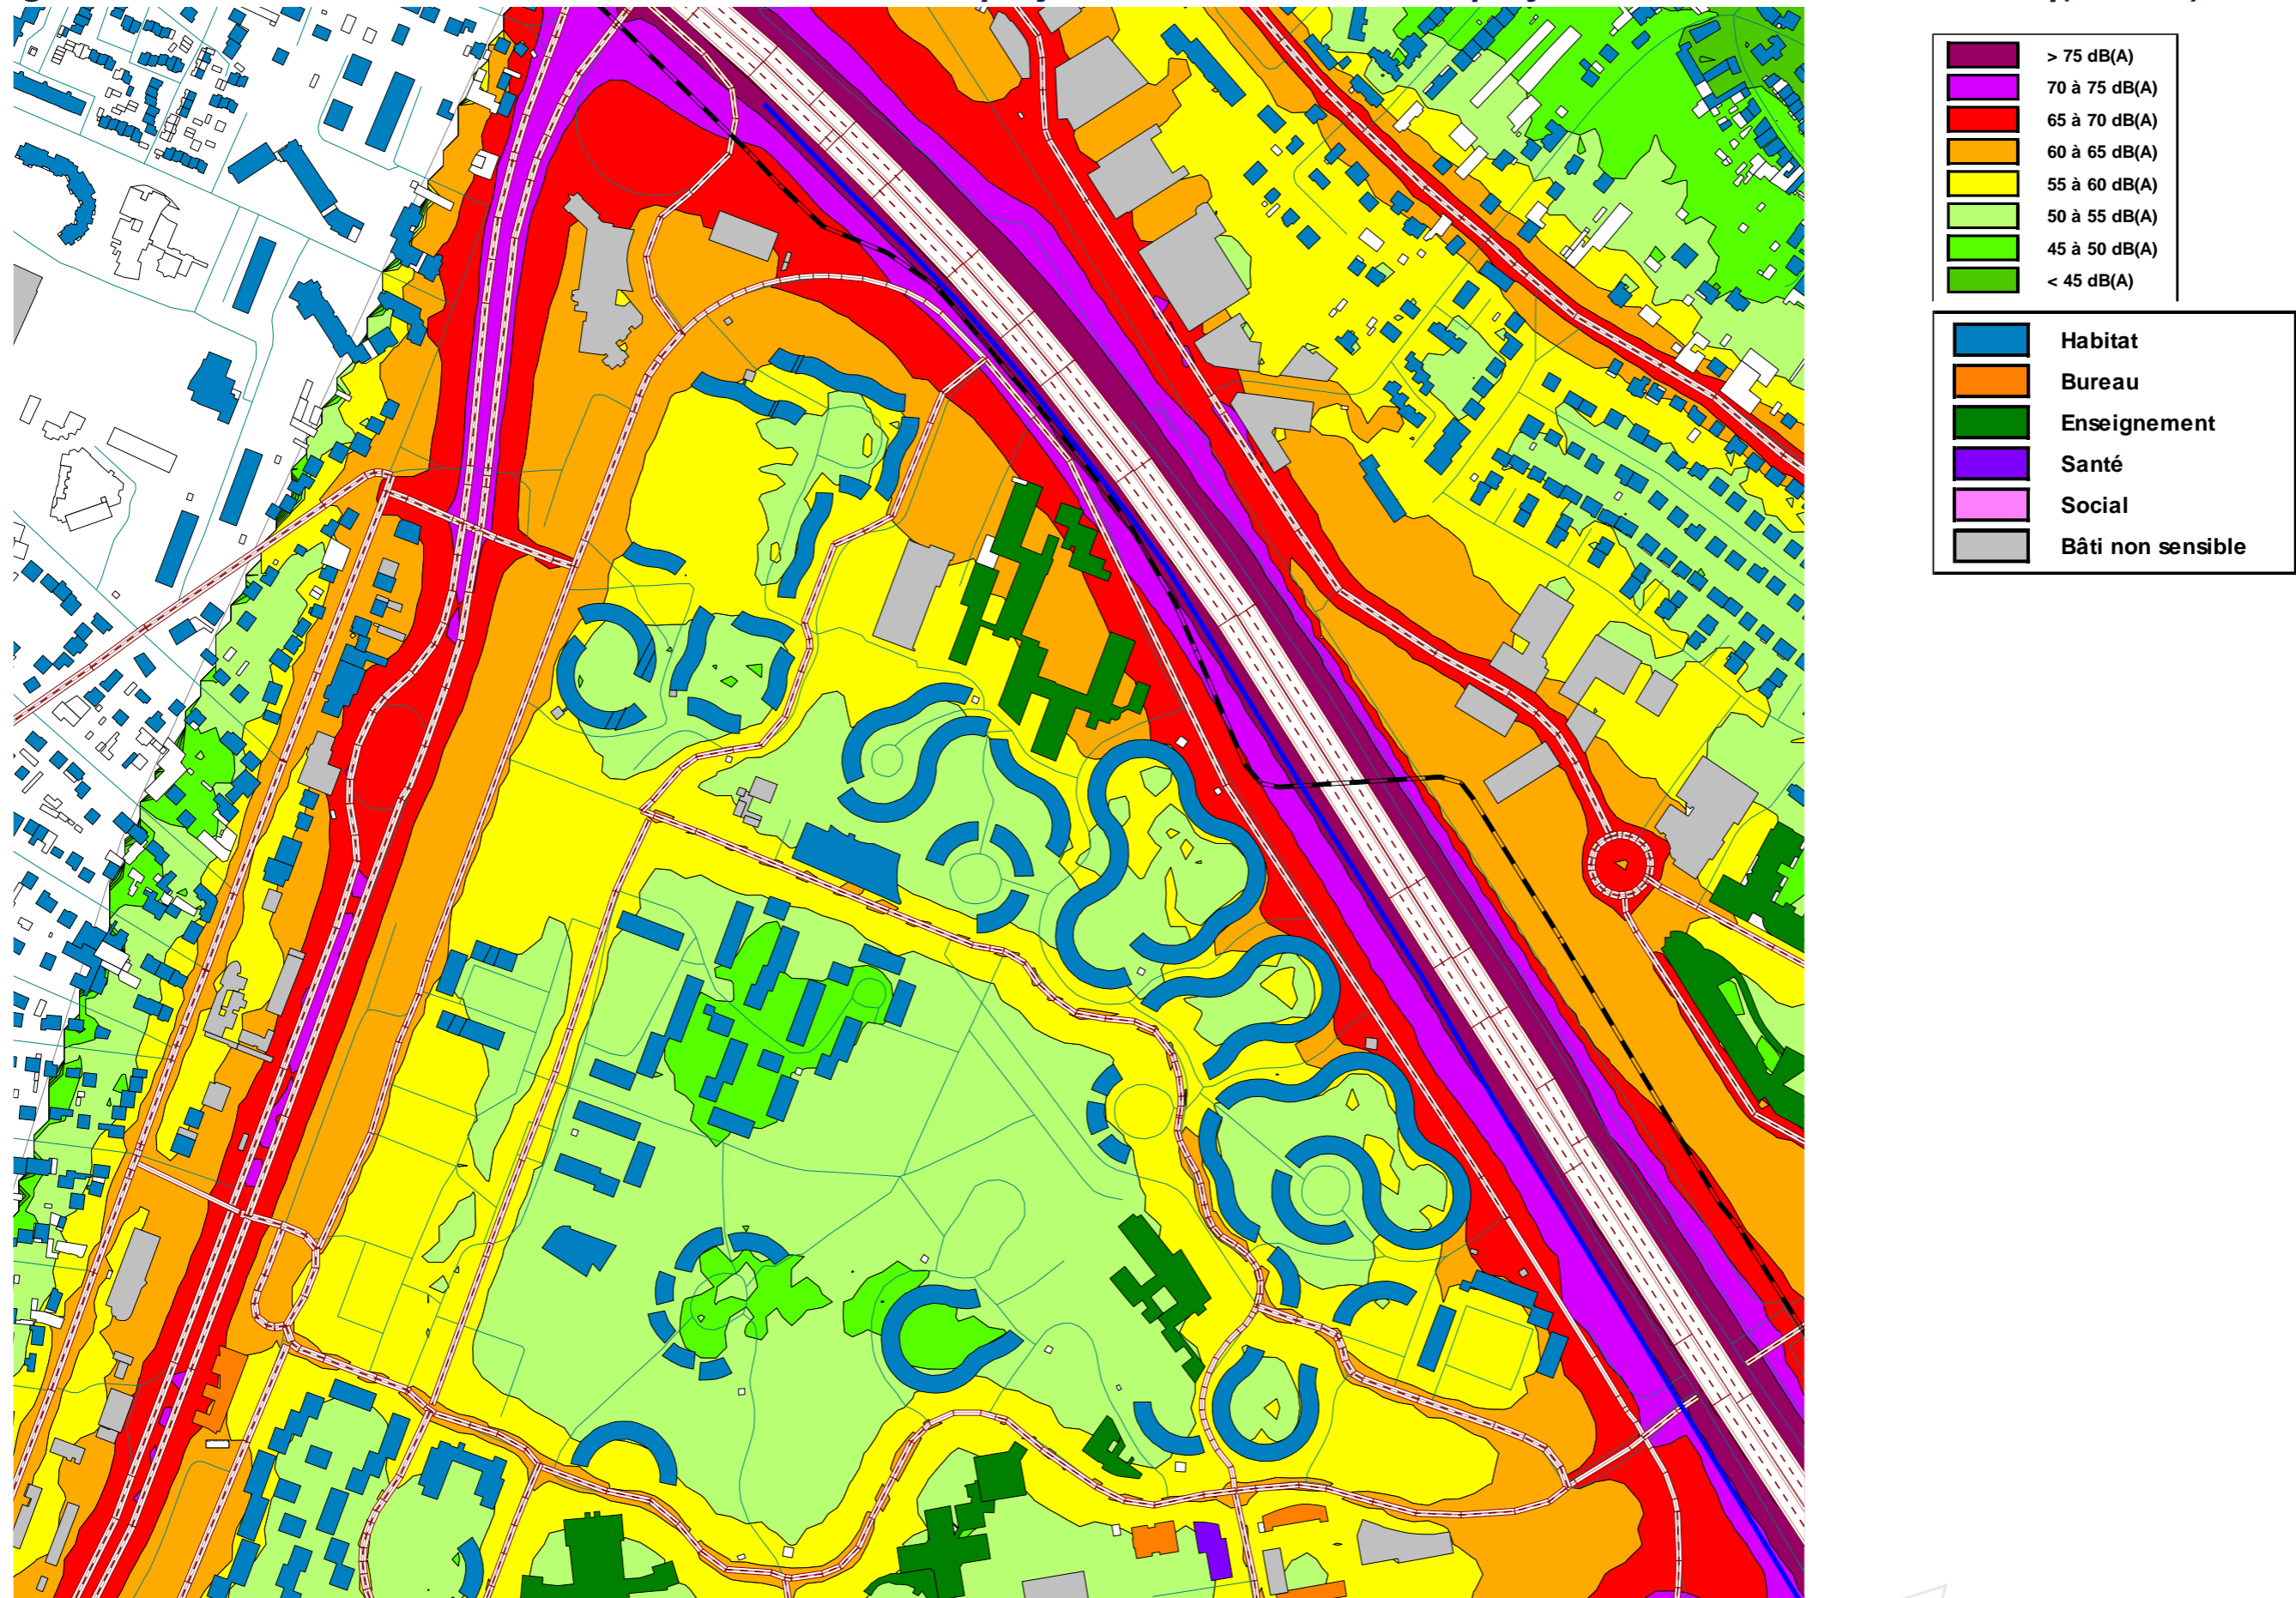 > 75 dB(A)
70 à 75 dB(A)
65 à 70 dB(A)
60 à 65 dB(A)
55 à 60 dB(A)
50 à 55 dB(A)
45 à 50 dB(A)
< 45 dB(A)
Habitat
Bureau
Enseignement
Santé
Social
Bâti non sensible